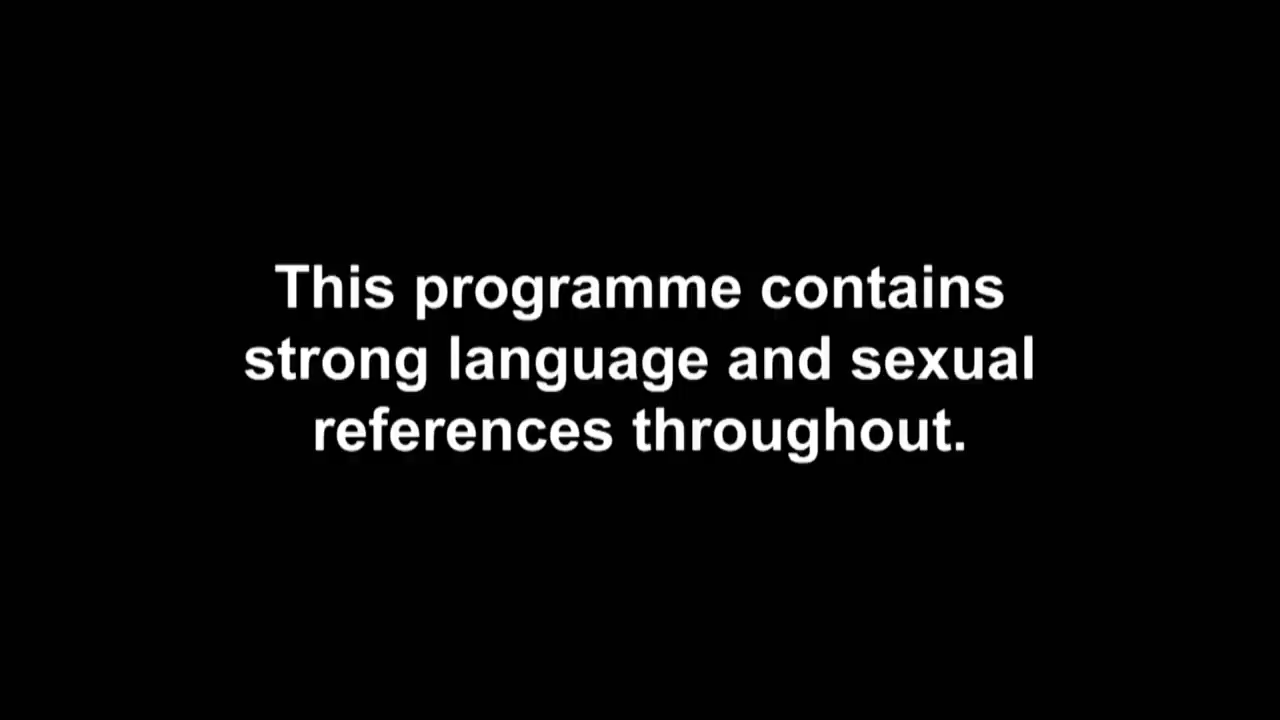 This programme contains
strong language and sexual
references throughout.